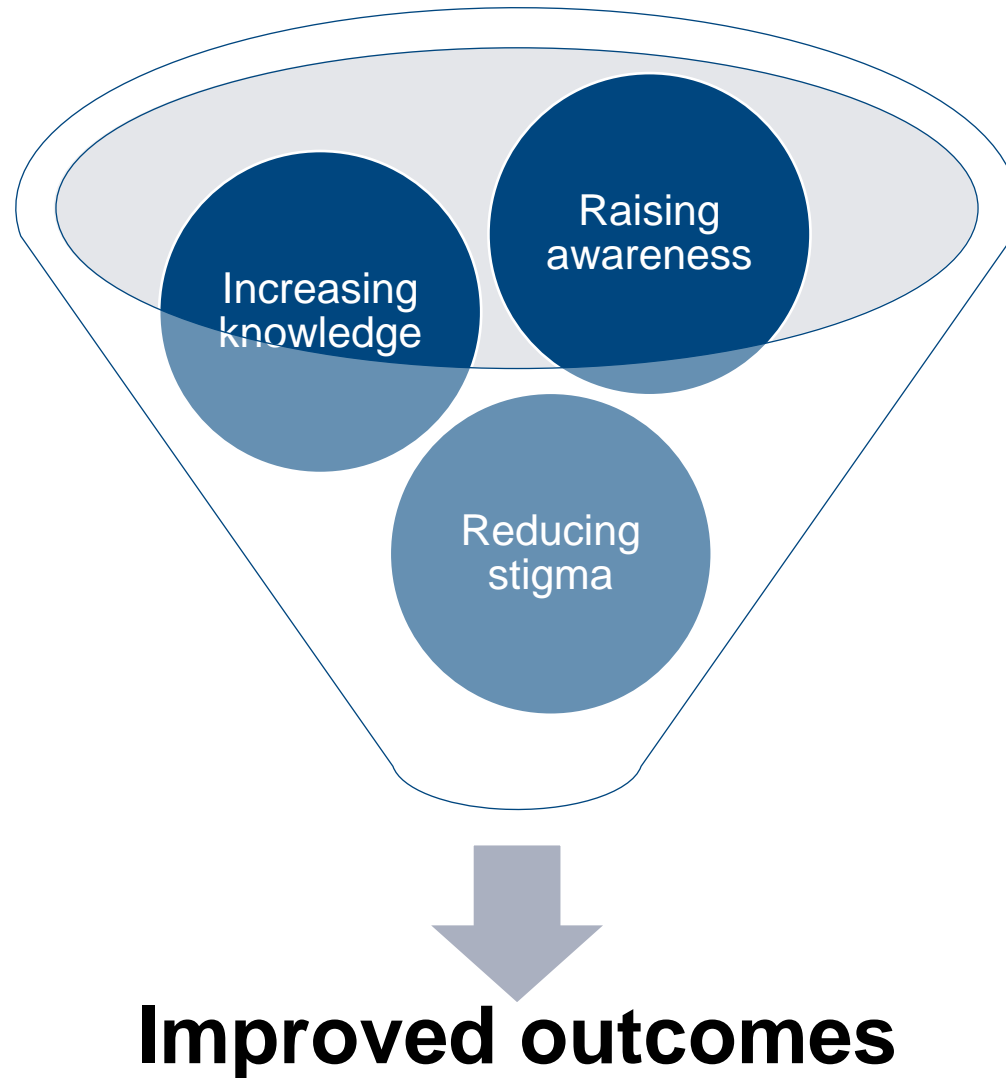 Raising
awareness
Increasing
knowledge
Reducing
stigma
Improved outcomes